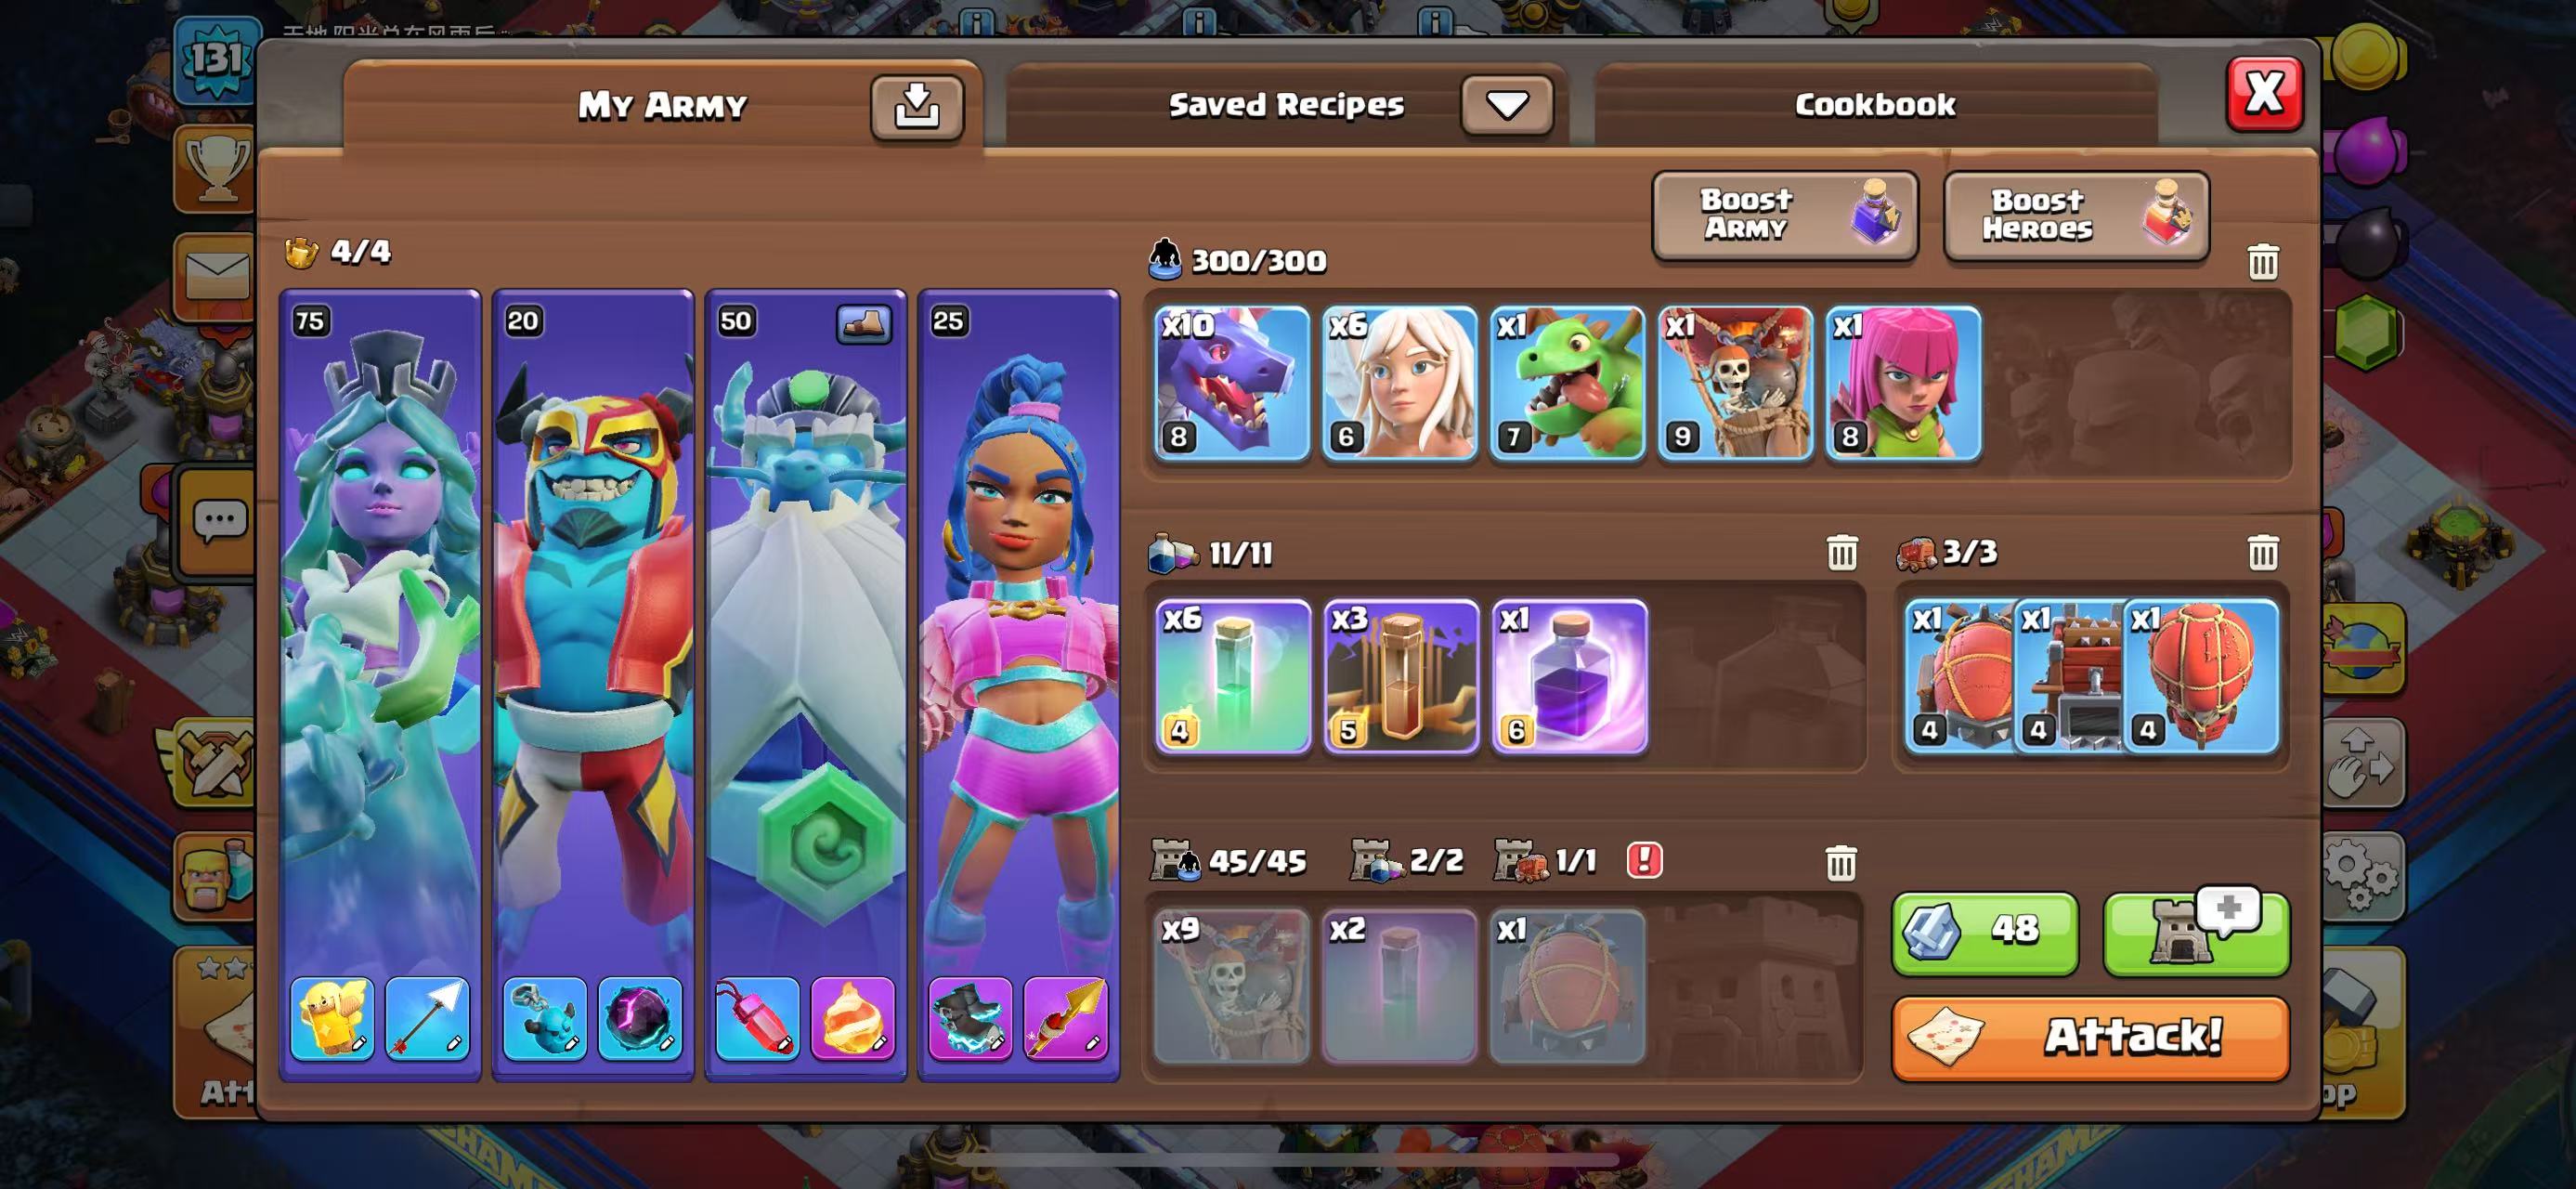 131
My Army
Saved Recipes
Cookbook
X
Boost
Army
Boost
Heroes
4/4
300/300
75
20
50
25
x10
x6
x1
x1
x1
8
6
7
9
8
11/11
3/3
x6
x3
x1
x1
x1
x1
4
5
6
4
4
4
45/45
2/2
1/1
!
x9
x2
x1
48
Attack!
Att
op